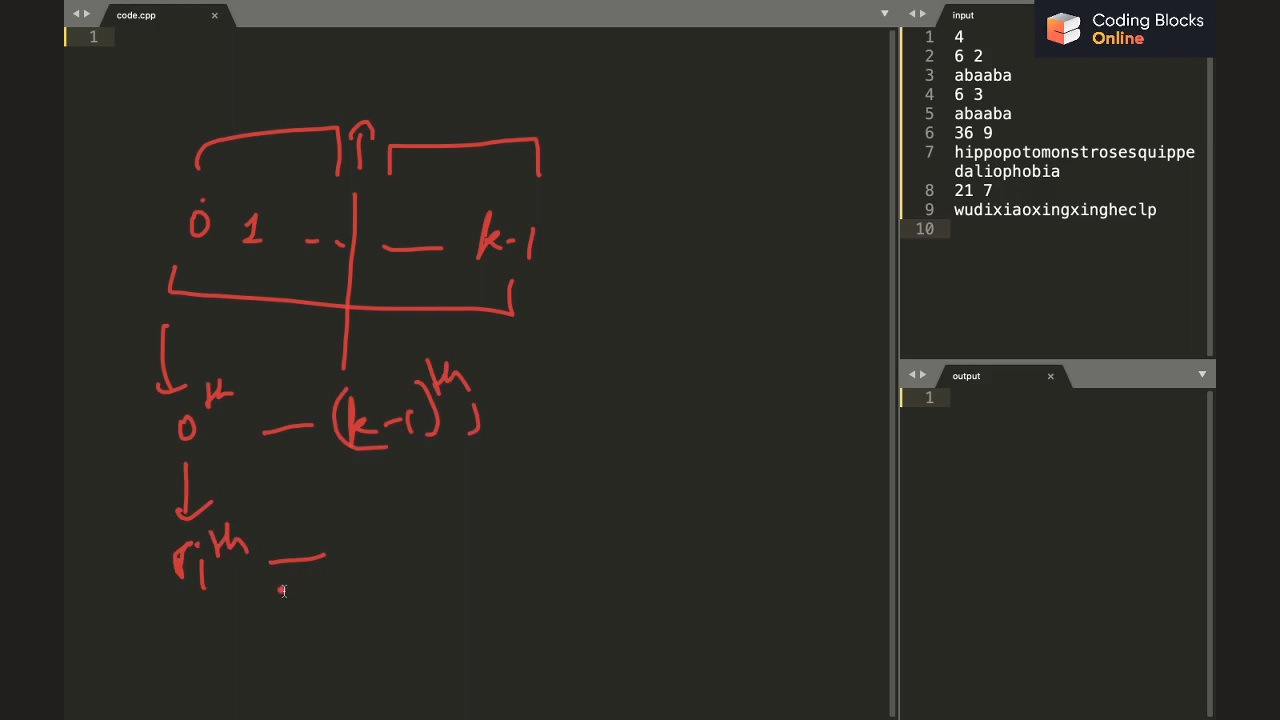 code.cpp
1
input
Coding Blocks
Online
1 4
2 6 2
3 abaaba
4 6 3
5 abaaba
6 36 9
7 hippopotomonstrosesquippe
daliophobia
8 21 7
9 wudixiaoxingxingheclp
10
output
1
0 1 -- -. — k-1
0th — (k-1)th